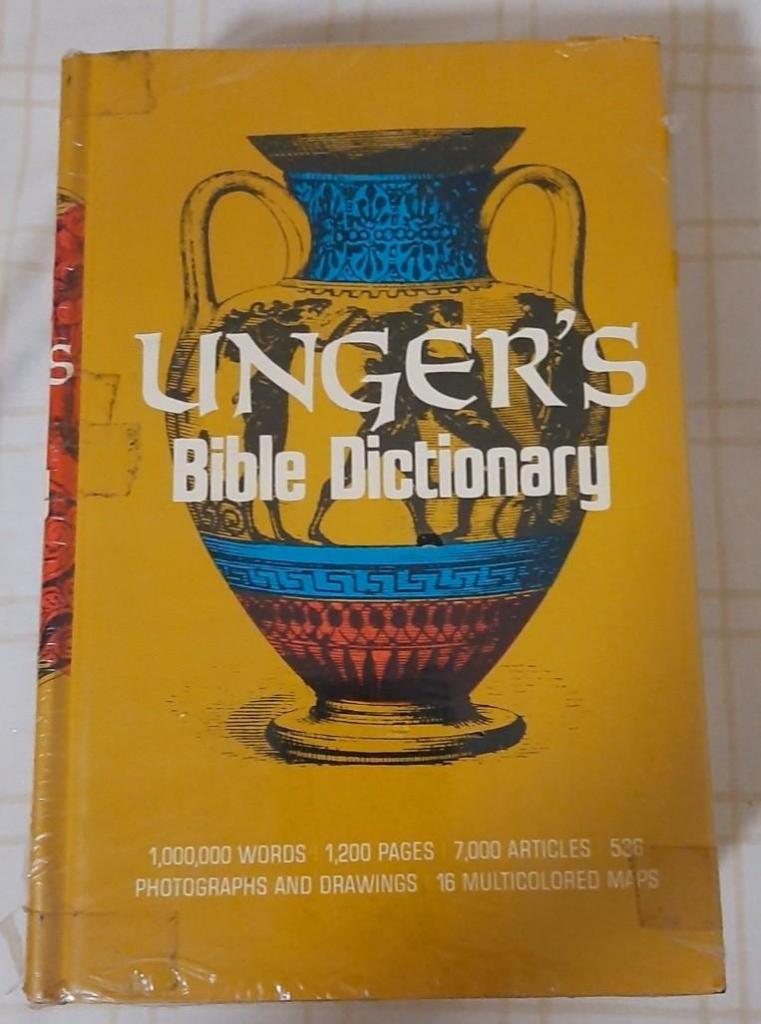 UNGER'S
Bible Dictionary
1,000,000 WORDS 1,200 PAGES 7,000 ARTICLES 536
PHOTOGRAPHS AND DRAWINGS 16 MULTICOLORED MAPS
S